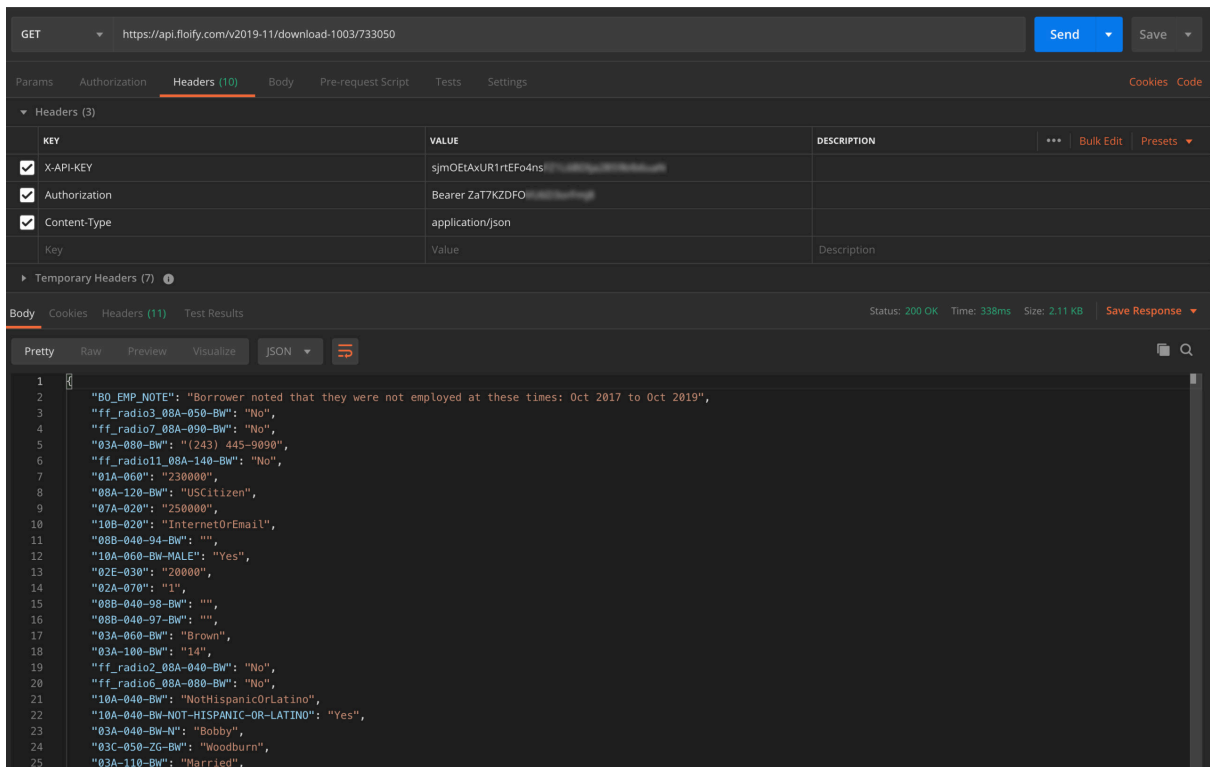 GET https://api.floify.com/v2019-11/download-1003/733050 Send Save
Params Authorization Headers (10) Body Pre-request Script Tests Settings Cookies Code
Headers (3)
KEY VALUE DESCRIPTION ••• Bulk Edit Presets
X-API-KEY sjmOEtAxUR1rtEFo4ns
Authorization Bearer ZaT7KZDFO
Content-Type application/json
Key Value Description
Temporary Headers (7)
Body Cookies Headers (11) Test Results Status: 200 OK Time: 338ms Size: 2.11 KB Save Response
Pretty Raw Preview Visualize JSON
1 {
2 "BO_EMP_NOTE": "Borrower noted that they were not employed at these times: Oct 2017 to Oct 2019",
3 "ff_radio3_08A-050-BW": "No",
4 "ff_radio7_08A-090-BW": "No",
5 "03A-080-BW": "(243) 445-9090",
6 "ff_radio11_08A-140-BW": "No",
7 "01A-060": "230000",
8 "08A-120-BW": "USCitizen",
9 "07A-020": "250000",
10 "10B-020": "InternetOrEmail",
11 "08B-040-94-BW": "",
12 "10A-060-BW-MALE": "Yes",
13 "02E-030": "20000",
14 "02A-070": "1",
15 "08B-040-98-BW": "",
16 "08B-040-97-BW": "",
17 "03A-060-BW": "Brown",
18 "03A-100-BW": "14",
19 "ff_radio2_08A-040-BW": "No",
20 "ff_radio6_08A-080-BW": "No",
21 "10A-040-BW": "NotHispanicOrLatino",
22 "10A-040-BW-NOT-HISPANIC-OR-LATINO": "Yes",
23 "03A-040-BW-N": "Bobby",
24 "03C-050-ZG-BW": "Woodburn",
25 "03A-110-BW": "Married",